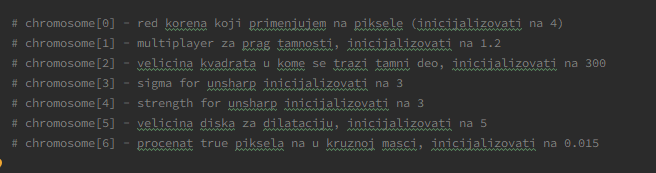 # chromosome[0] - red korena koji primenjujem na piksele (inicijalizovati na 4)
# chromosome[1] - multiplayer za prag tamnosti, inicijalizovati na 1.2
# chromosome[2] - velicina kvadrata u kome se trazi tamni deo, inicijalizovati na 300
# chromosome[3] - sigma for unsharp inicijalizovati na 3
# chromosome[4] - strength for unsharp inicijalizovati na 3
# chromosome[5] - velicina diska za dilataciju, inicijalizovati na 5
# chromosome[6] - procenat true piksela na u kruznoj masci, inicijalizovati na 0.015